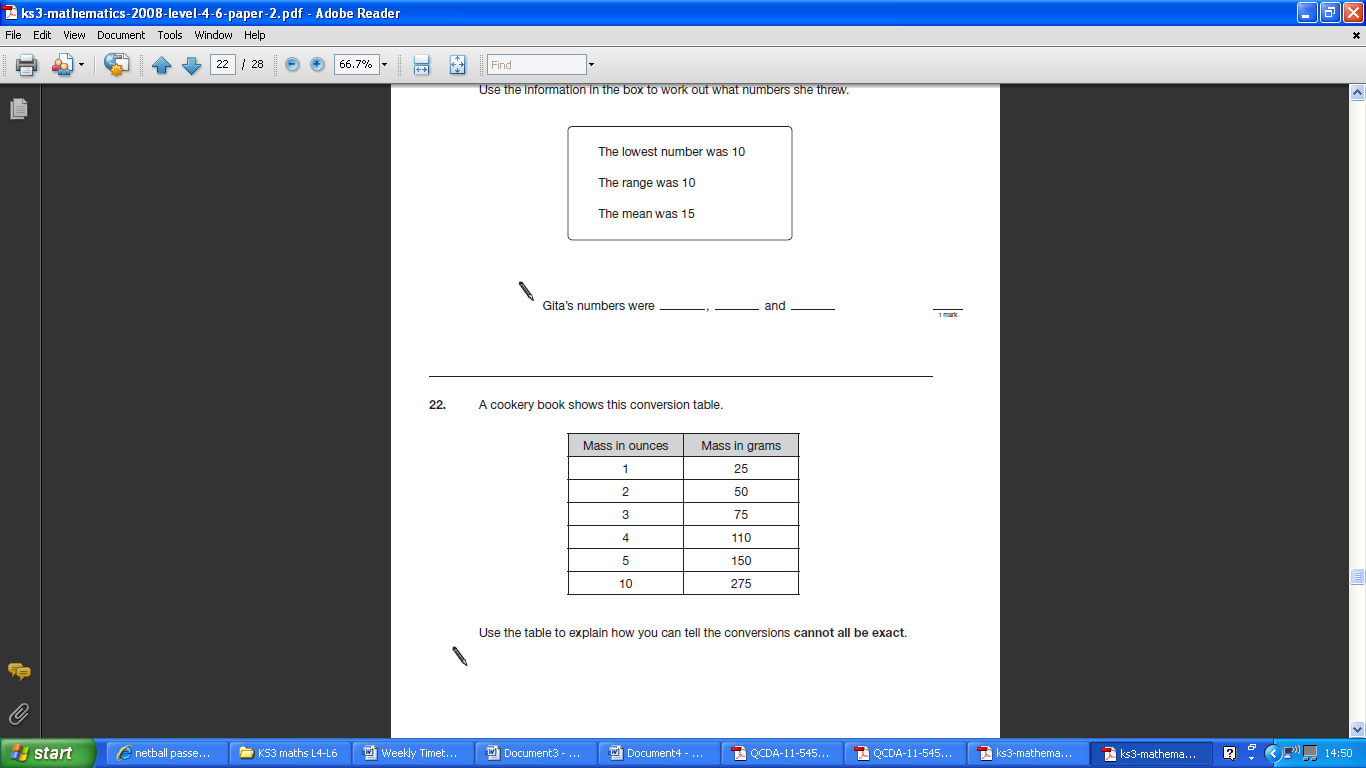 ks3-mathematics-2008-level-4-6-paper-2.pdf - Adobe Reader
File Edit View Document Tools Window Help
22 / 28 66.7% Find
Use the information in the box to work out what numbers she threw.
The lowest number was 10
The range was 10
The mean was 15
Gita's numbers were ______, ______ and ______
1 mark
22. A cookery book shows this conversion table.
Mass in ounces Mass in grams
1 25
2 50
3 75
4 110
5 150
10 275
Use the table to explain how you can tell the conversions cannot all be exact.
start netball passe... KS3 maths L4-L6 Weekly Timet... Document3 - ... Document4 - ... QCDA-11-545... QCDA-11-545... ks3-mathema... ks3-mathema... 14:50